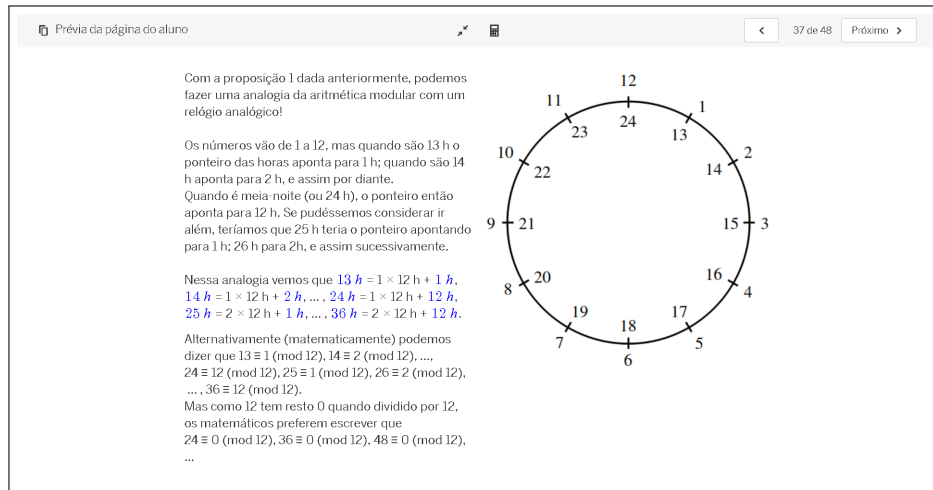 Prévia da página do aluno
37 de 48
Próximo
Com a proposição 1 dada anteriormente, podemos
fazer uma analogia da aritmética modular com um
relógio analógico!
Os números vão de 1 a 12, mas quando são 13 h o
ponteiro das horas aponta para 1 h; quando são 14
h aponta para 2 h, e assim por diante.
Quando é meia-noite (ou 24 h), o ponteiro então
aponta para 12 h. Se pudéssemos considerar ir
além, teríamos que 25 h teria o ponteiro apontando
para 1 h; 26 h para 2h, e assim sucessivamente.
Nessa analogia vemos que 13 h = 1 × 12 h + 1 h,
14 h = 1 × 12 h + 2 h, ... , 24 h = 1 × 12 h + 12 h,
25 h = 2 × 12 h + 1 h, ... , 36 h = 2 × 12 h + 12 h.
Alternativamente (matematicamente) podemos
dizer que 13 ≡ 1 (mod 12), 14 ≡ 2 (mod 12), ...,
24 ≡ 12 (mod 12), 25 ≡ 1 (mod 12), 26 ≡ 2 (mod 12),
... , 36 ≡ 12 (mod 12).
Mas como 12 tem resto 0 quando dividido por 12,
os matemáticos preferem escrever que
24 ≡ 0 (mod 12), 36 ≡ 0 (mod 12), 48 ≡ 0 (mod 12),
...
12
1
2
3
4
5
6
7
8
9
10
11
24
13
14
15
16
17
18
19
20
21
22
23